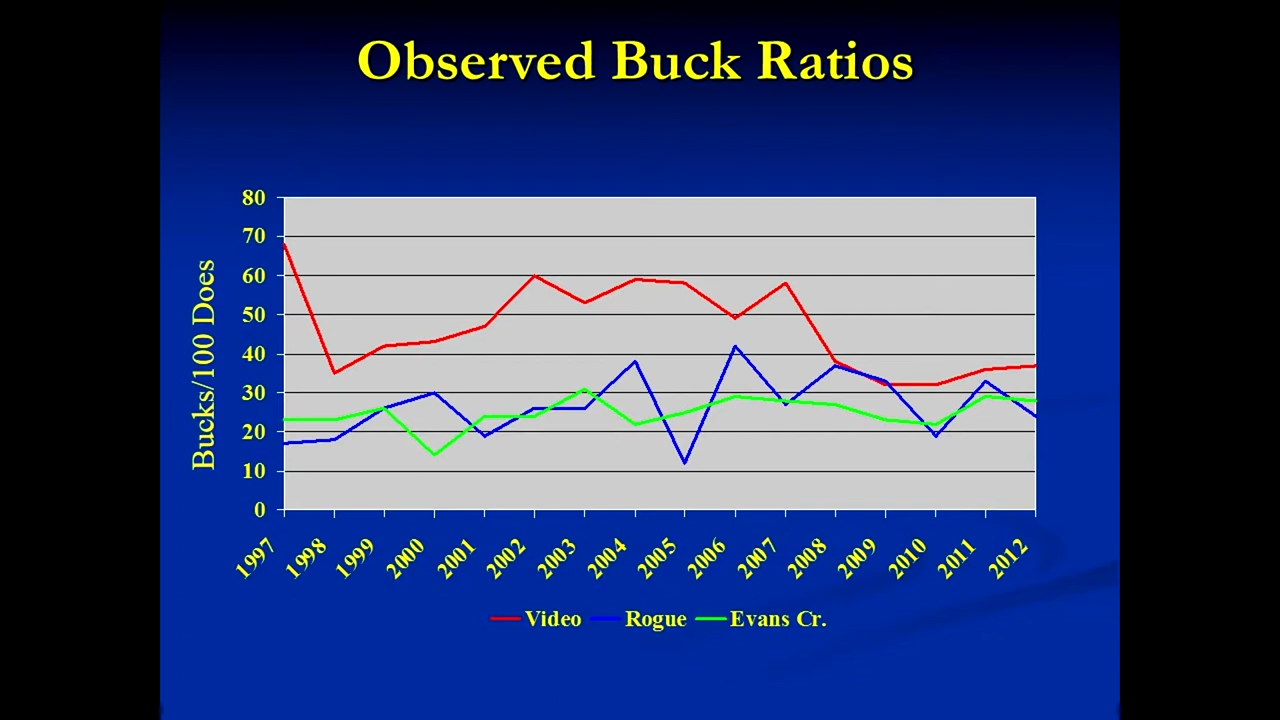 Observed Buck Ratios
Bucks/100 Does
80
70
60
50
40
30
20
10
0
1997 1998 1999 2000 2001 2002 2003 2004 2005 2006 2007 2008 2009 2010 2011 2012
Video Rogue Evans Cr.